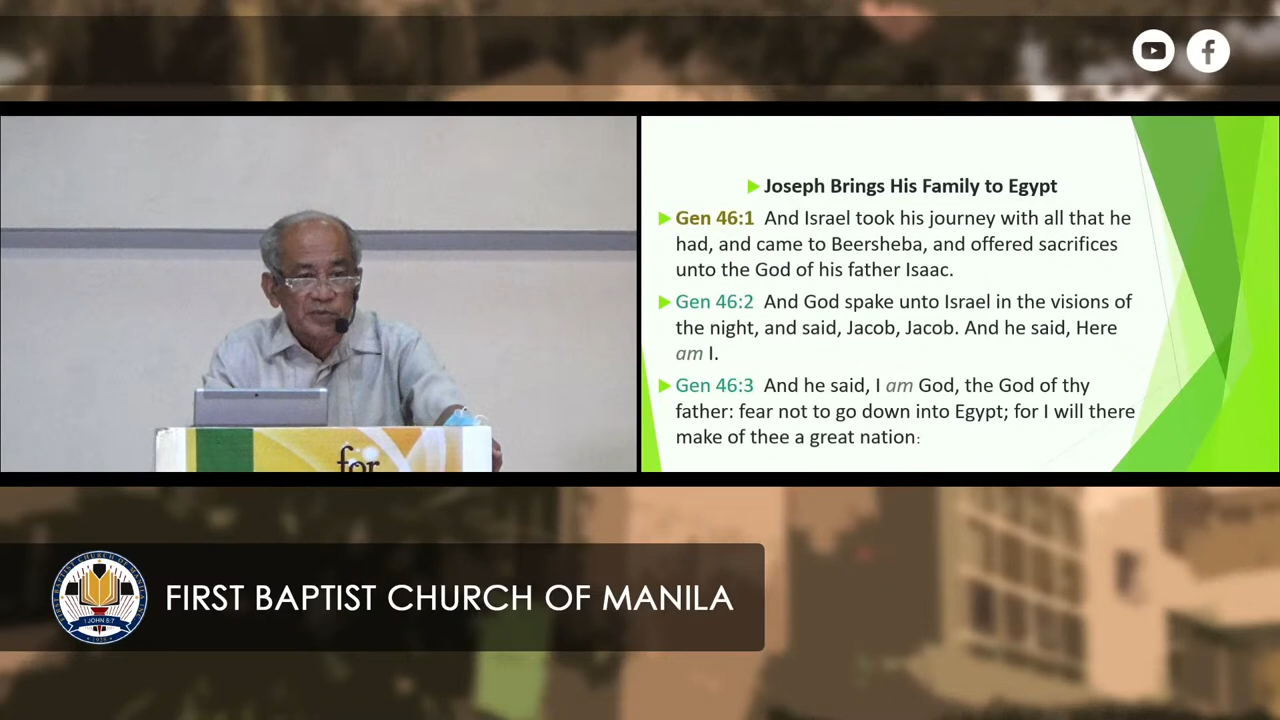 Joseph Brings His Family to Egypt
Gen 46:1 And Israel took his journey with all that he
had, and came to Beersheba, and offered sacrifices
unto the God of his father Isaac.
Gen 46:2 And God spake unto Israel in the visions of
the night, and said, Jacob, Jacob. And he said, Here
am I.
Gen 46:3 And he said, I am God, the God of thy
father: fear not to go down into Egypt; for I will there
make of thee a great nation:
for
FIRST BAPTIST CHURCH OF MANILA
I JOHN 5:7